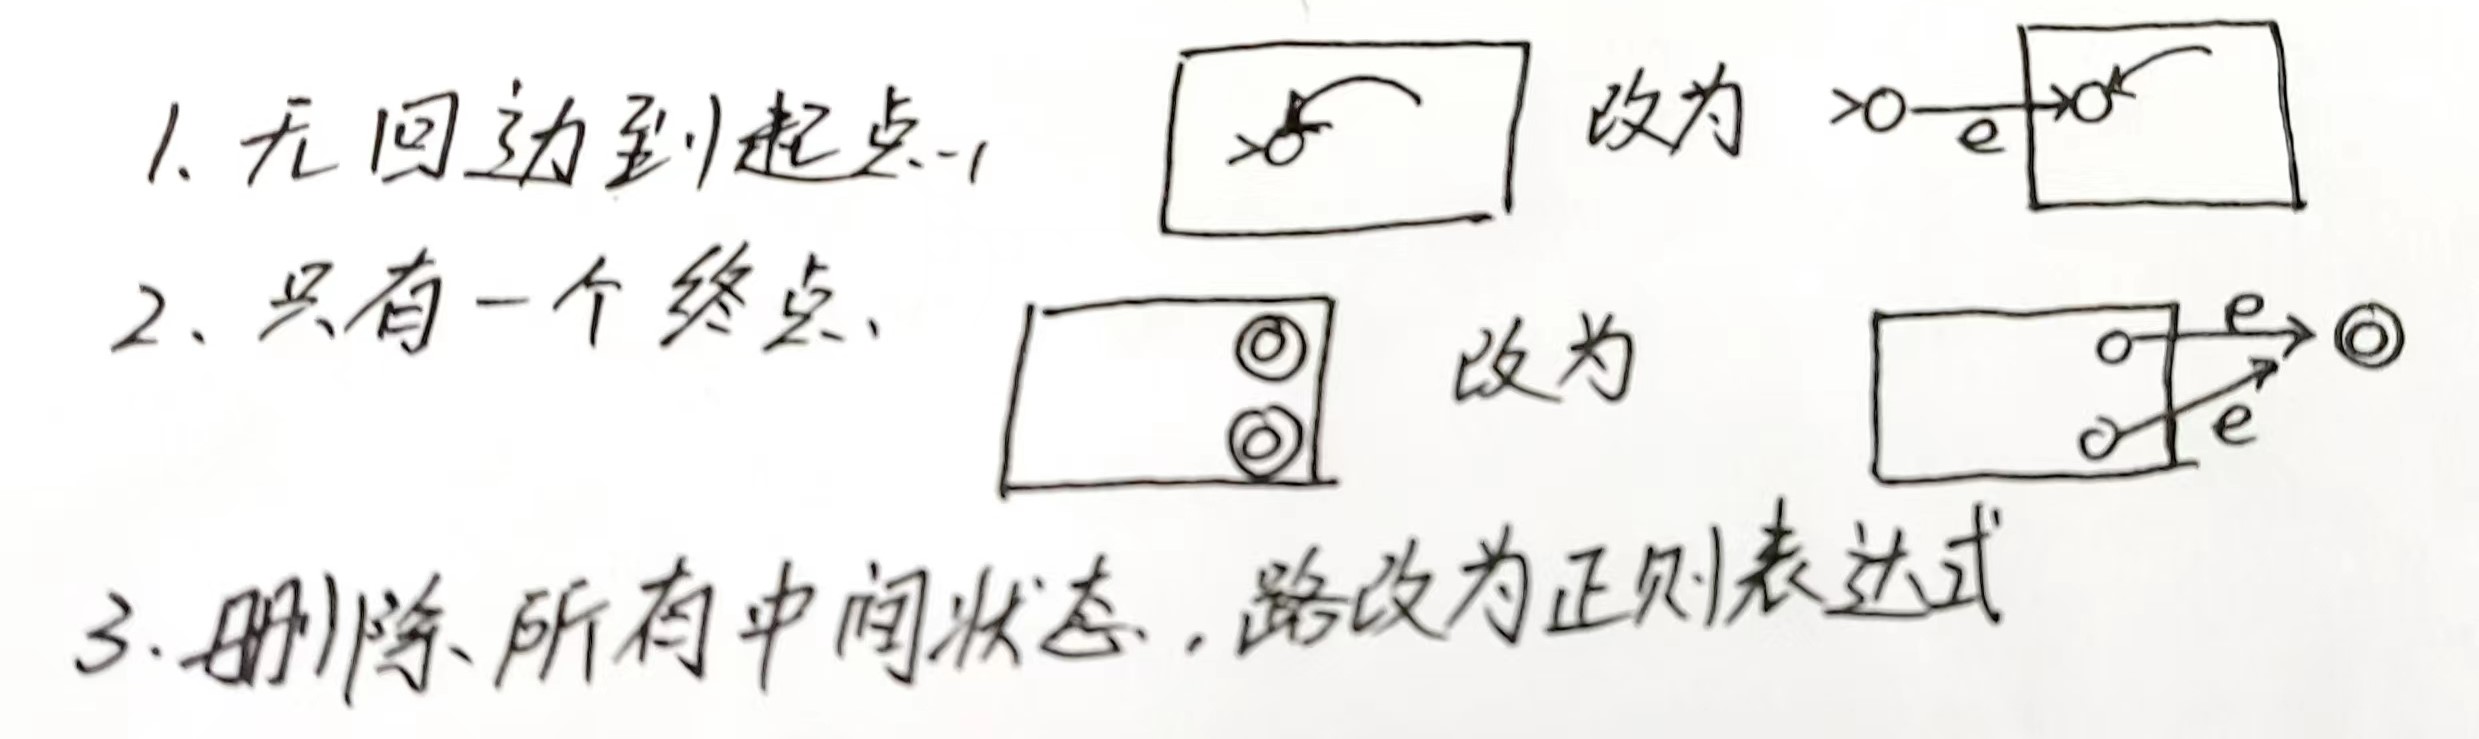 1. 无回边到起点, 改为 >○ e
2、只有一个终点、 改为 e e
3. 删除所有中间状态, 路改为正则表达式